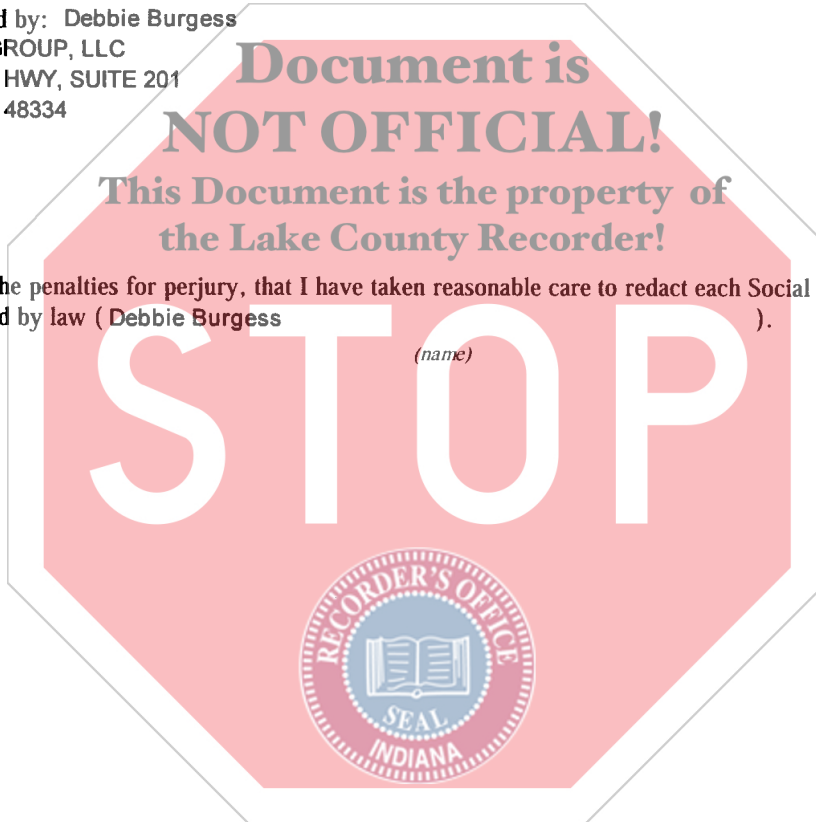 d by: Debbie Burgess
GROUP, LLC
HWY, SUITE 201
48334
Document is
NOT OFFICIAL!
This Document is the property of
the Lake County Recorder!
he penalties for perjury, that I have taken reasonable care to redact each Social
d by law ( Debbie Burgess ).
(name)
STOP
RECORDER'S OFFICE
SEAL
INDIANA